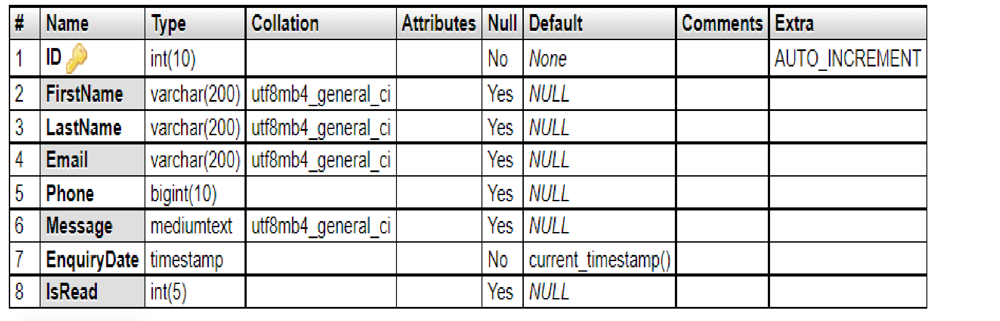 # Name Type Collation Attributes Null Default Comments Extra
1 ID int(10) No None AUTO_INCREMENT
2 FirstName varchar(200) utf8mb4_general_ci Yes NULL
3 LastName varchar(200) utf8mb4_general_ci Yes NULL
4 Email varchar(200) utf8mb4_general_ci Yes NULL
5 Phone bigint(10) Yes NULL
6 Message mediumtext utf8mb4_general_ci Yes NULL
7 EnquiryDate timestamp No current_timestamp()
8 IsRead int(5) Yes NULL